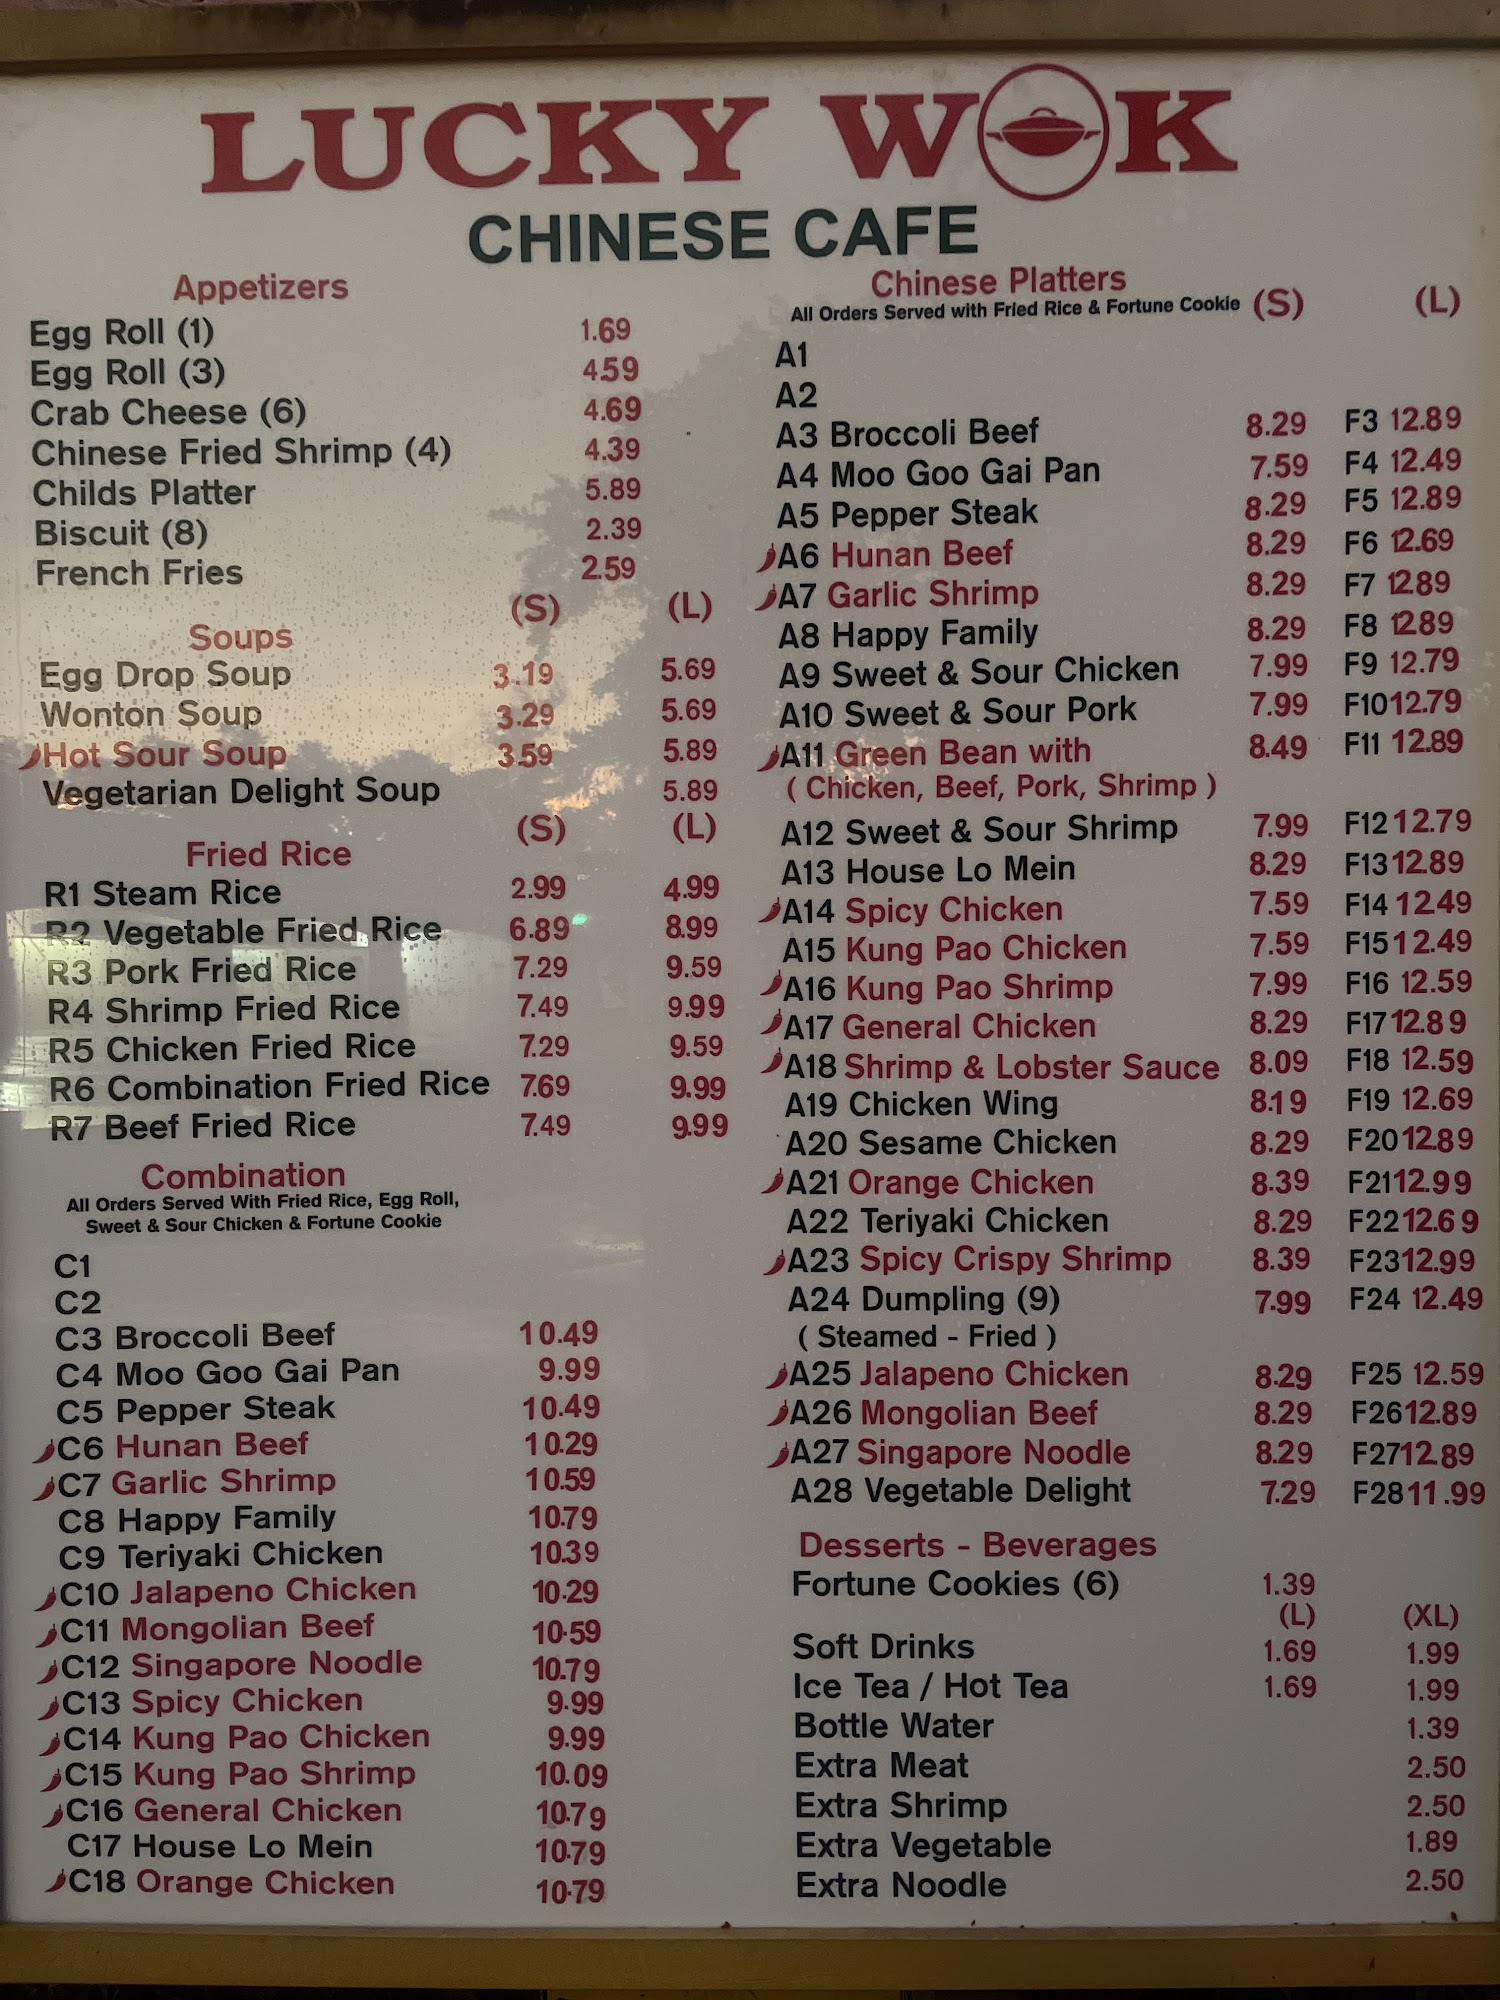 LUCKY WOK
CHINESE CAFE
Appetizers
Egg Roll (1) 1.69
Egg Roll (3) 4.59
Crab Cheese (6) 4.69
Chinese Fried Shrimp (4) 4.39
Childs Platter 5.89
Biscuit (8) 2.39
French Fries 2.59
Soups (S) (L)
Egg Drop Soup 3.19 5.69
Wonton Soup 3.29 5.69
Hot Sour Soup 3.59 5.89
Vegetarian Delight Soup 5.89
Fried Rice (S) (L)
R1 Steam Rice 2.99 4.99
R2 Vegetable Fried Rice 6.89 8.99
R3 Pork Fried Rice 7.29 9.59
R4 Shrimp Fried Rice 7.49 9.99
R5 Chicken Fried Rice 7.29 9.59
R6 Combination Fried Rice 7.69 9.99
R7 Beef Fried Rice 7.49 9.99
Combination
All Orders Served With Fried Rice, Egg Roll,
Sweet & Sour Chicken & Fortune Cookie
C1
C2
C3 Broccoli Beef 10.49
C4 Moo Goo Gai Pan 9.99
C5 Pepper Steak 10.49
C6 Hunan Beef 10.29
C7 Garlic Shrimp 10.59
C8 Happy Family 10.79
C9 Teriyaki Chicken 10.39
C10 Jalapeno Chicken 10.29
C11 Mongolian Beef 10.59
C12 Singapore Noodle 10.79
C13 Spicy Chicken 9.99
C14 Kung Pao Chicken 9.99
C15 Kung Pao Shrimp 10.09
C16 General Chicken 10.79
C17 House Lo Mein 10.79
C18 Orange Chicken 10.79
Chinese Platters
All Orders Served with Fried Rice & Fortune Cookie (S) (L)
A1
A2
A3 Broccoli Beef 8.29 F3 12.89
A4 Moo Goo Gai Pan 7.59 F4 12.49
A5 Pepper Steak 8.29 F5 12.89
A6 Hunan Beef 8.29 F6 12.69
A7 Garlic Shrimp 8.29 F7 12.89
A8 Happy Family 8.29 F8 12.89
A9 Sweet & Sour Chicken 7.99 F9 12.79
A10 Sweet & Sour Pork 7.99 F10 12.79
A11 Green Bean with 8.49 F11 12.89
( Chicken, Beef, Pork, Shrimp )
A12 Sweet & Sour Shrimp 7.99 F12 12.79
A13 House Lo Mein 8.29 F13 12.89
A14 Spicy Chicken 7.59 F14 12.49
A15 Kung Pao Chicken 7.59 F15 12.49
A16 Kung Pao Shrimp 7.99 F16 12.59
A17 General Chicken 8.29 F17 12.89
A18 Shrimp & Lobster Sauce 8.09 F18 12.59
A19 Chicken Wing 8.19 F19 12.69
A20 Sesame Chicken 8.29 F20 12.89
A21 Orange Chicken 8.39 F21 12.99
A22 Teriyaki Chicken 8.29 F22 12.69
A23 Spicy Crispy Shrimp 8.39 F23 12.99
A24 Dumpling (9) 7.99 F24 12.49
( Steamed - Fried )
A25 Jalapeno Chicken 8.29 F25 12.59
A26 Mongolian Beef 8.29 F26 12.89
A27 Singapore Noodle 8.29 F27 12.89
A28 Vegetable Delight 7.29 F28 11.99
Desserts - Beverages
Fortune Cookies (6) 1.39
(L) (XL)
Soft Drinks 1.69 1.99
Ice Tea / Hot Tea 1.69 1.99
Bottle Water 1.39
Extra Meat 2.50
Extra Shrimp 2.50
Extra Vegetable 1.89
Extra Noodle 2.50